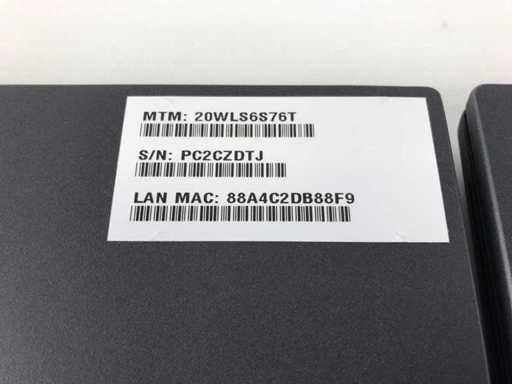 MTM: 20WLS6S76T
S/N: PC2CZDTJ
LAN MAC: 88A4C2DB88F9